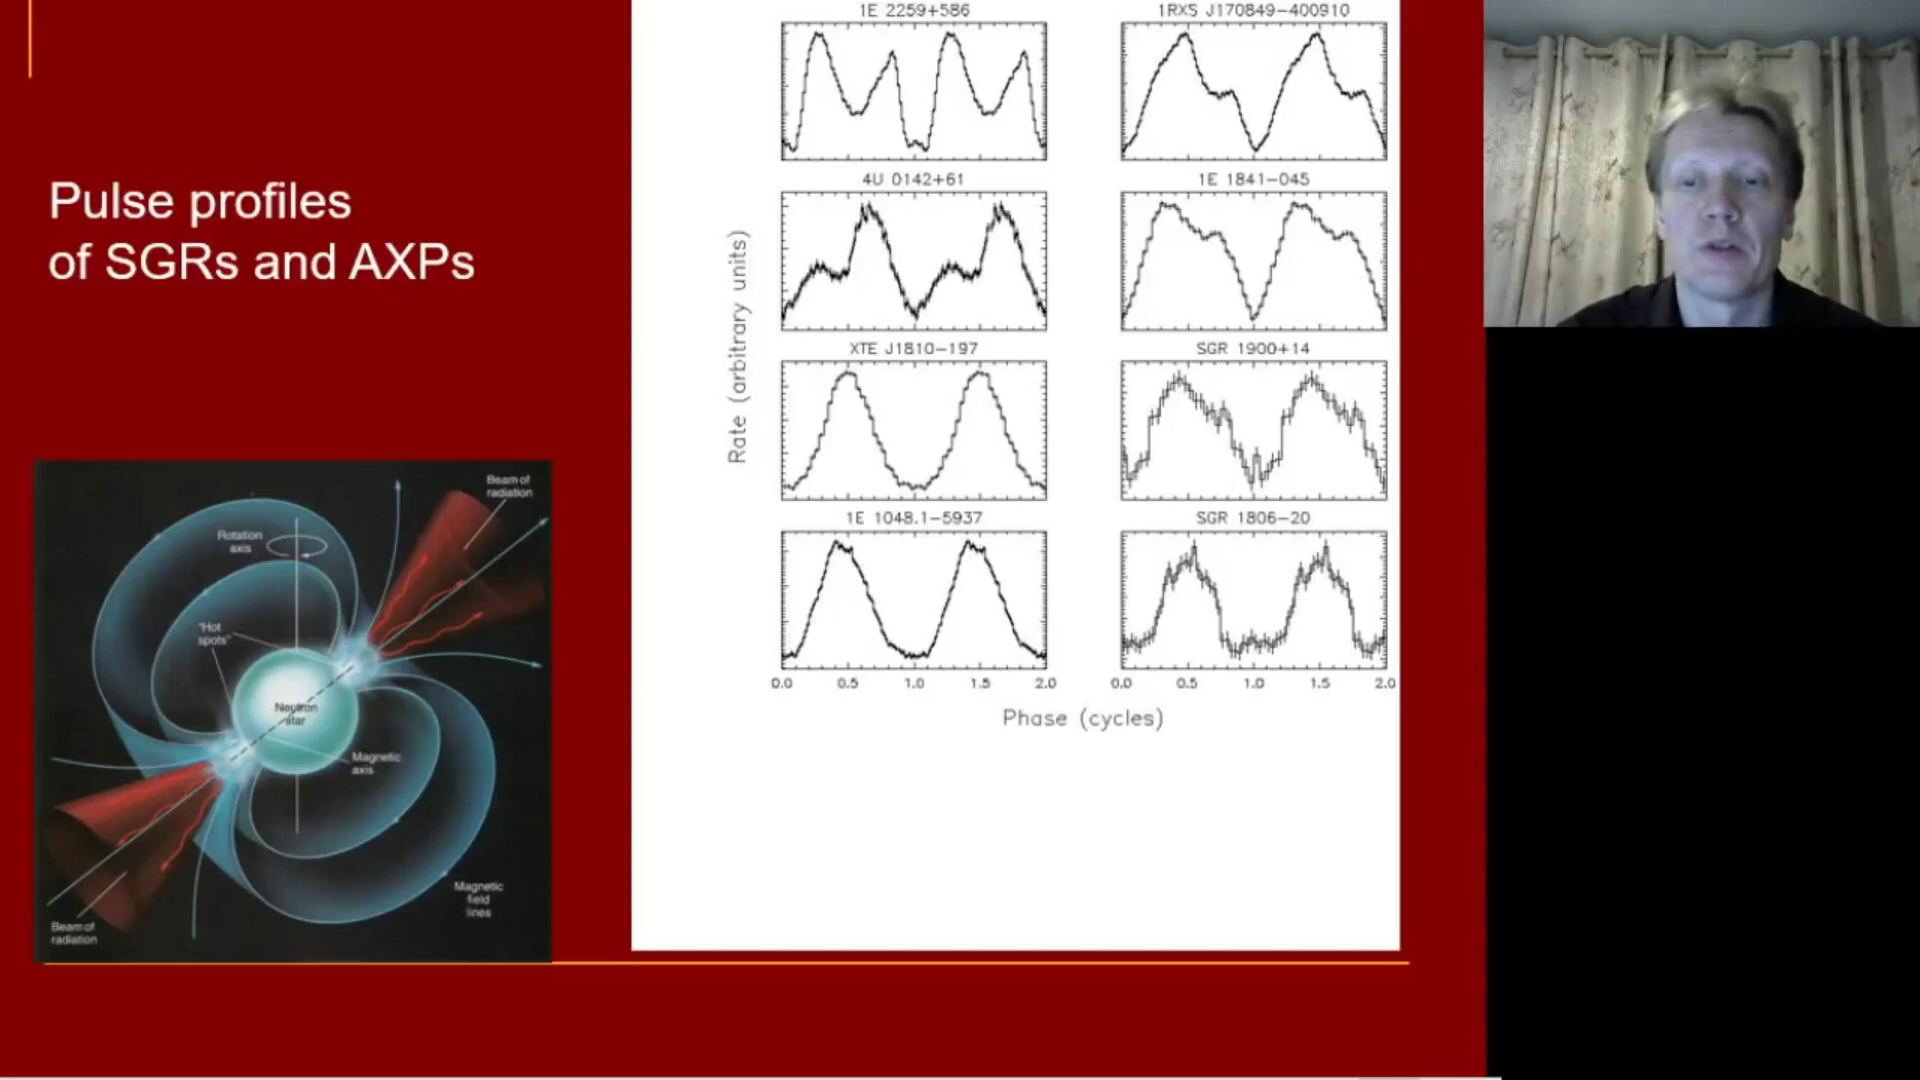 Pulse profiles
of SGRs and AXPs
Beam of
radiation
Rotation
axis
"Hot
spots"
Neutron
star
Magnetic
axis
Magnetic
field
lines
Beam of
radiation
1E 2259+586
1RXS J170849−400910
4U 0142+61
1E 1841−045
XTE J1810−197
SGR 1900+14
1E 1048.1−5937
SGR 1806−20
Rate (arbitrary units)
0.0 0.5 1.0 1.5 2.0
0.0 0.5 1.0 1.5 2.0
Phase (cycles)